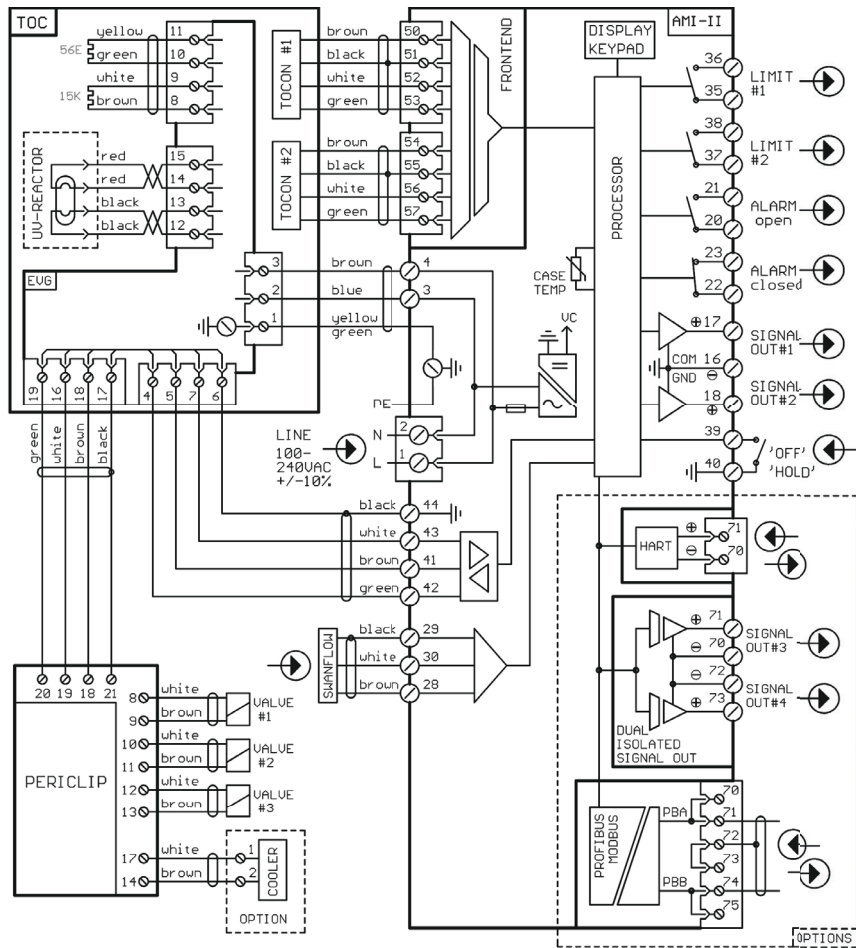 TOC
yellow
11
56E
green
10
white
9
15K
brown
8
UV-REACTOR
red
15
red
14
black
13
black
12
EVG
3
2
1
19
16
18
17
4
5
7
6
TOCON #1
brown
50
black
51
white
52
green
53
TOCON #2
brown
54
black
55
white
56
green
57
FRONTEND
brown
4
blue
3
yellow
green
PE
LINE
100-
240VAC
+/-10%
N
2
L
1
VC
CASE
TEMP
DISPLAY
KEYPAD
PROCESSOR
AMI-II
36
35
LIMIT
#1
38
37
LIMIT
#2
21
20
ALARM
open
23
22
ALARM
closed
17
SIGNAL
OUT#1
COM
16
GND
18
SIGNAL
OUT#2
39
'OFF'
40
'HOLD'
green
white
brown
black
black
44
white
43
brown
41
green
42
SWANFLOW
black
29
white
30
brown
28
HART
71
70
71
70
SIGNAL
OUT#3
72
73
SIGNAL
OUT#4
DUAL
ISOLATED
SIGNAL OUT
PROFIBUS
MODBUS
PBA
PBB
70
71
72
73
74
75
OPTIONS
20
19
18
21
PERICLIP
8
white
9
brown
VALVE
#1
10
white
11
brown
VALVE
#2
12
white
13
brown
VALVE
#3
17
white
1
14
brown
2
COOLER
OPTION